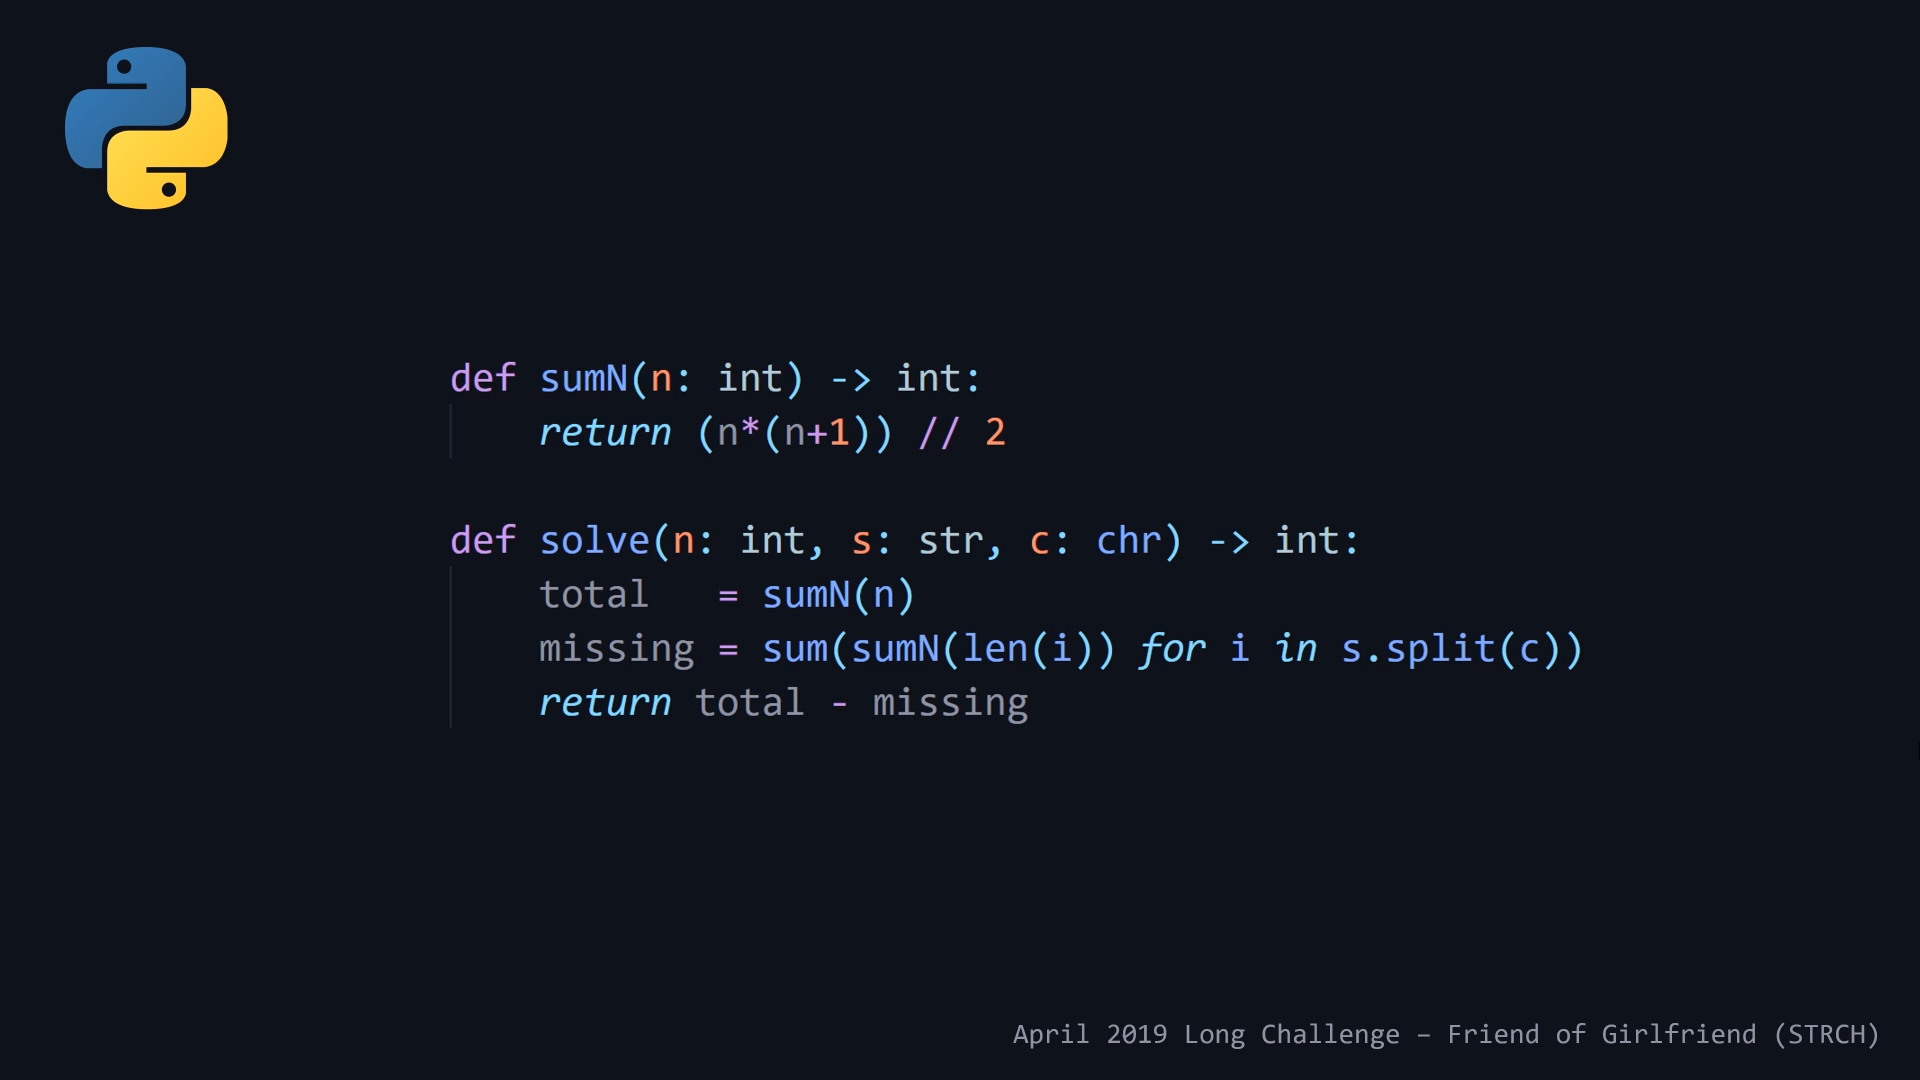 def sumN(n: int) -> int:
    return (n*(n+1)) // 2
def solve(n: int, s: str, c: chr) -> int:
    total   = sumN(n)
    missing = sum(sumN(len(i)) for i in s.split(c))
    return total - missing
April 2019 Long Challenge – Friend of Girlfriend (STRCH)